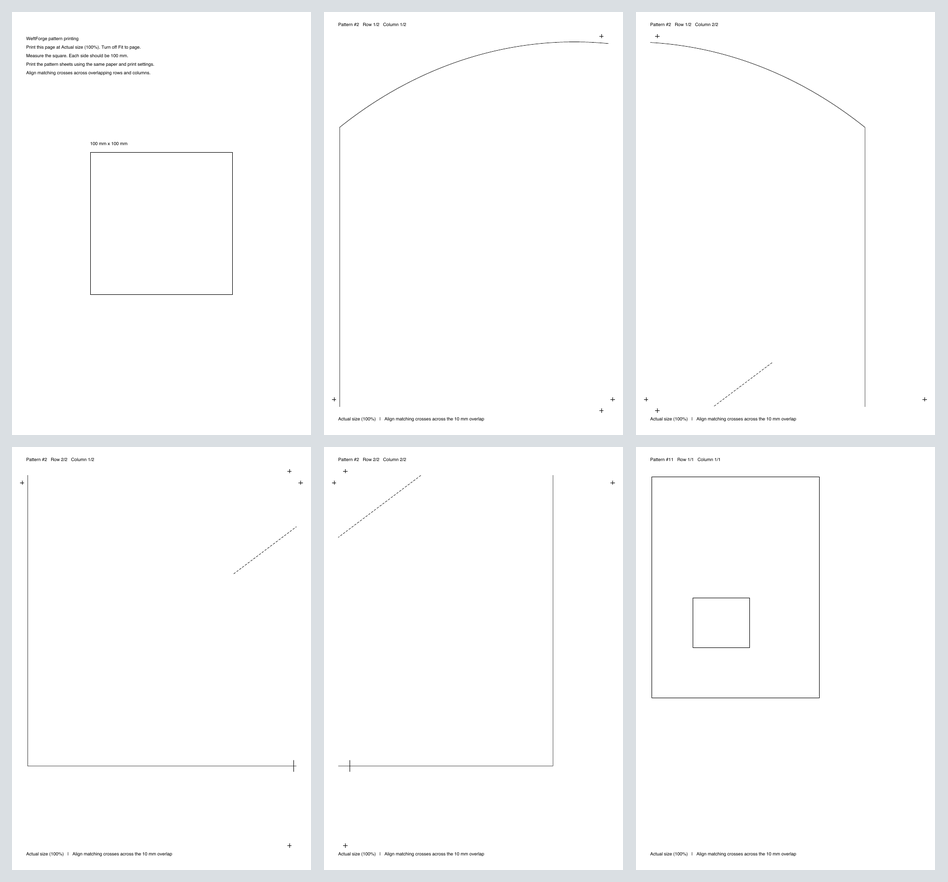 WeftForge pattern printing
Print this page at Actual size (100%). Turn off Fit to page.
Measure the square. Each side should be 100 mm.
Print the pattern sheets using the same paper and print settings.
Align matching crosses across overlapping rows and columns.
100 mm x 100 mm
Pattern #2 Row 1/2 Column 1/2
Actual size (100%) | Align matching crosses across the 10 mm overlap
Pattern #2 Row 1/2 Column 2/2
Actual size (100%) | Align matching crosses across the 10 mm overlap
Pattern #2 Row 2/2 Column 1/2
Actual size (100%) | Align matching crosses across the 10 mm overlap
Pattern #2 Row 2/2 Column 2/2
Actual size (100%) | Align matching crosses across the 10 mm overlap
Pattern #11 Row 1/1 Column 1/1
Actual size (100%) | Align matching crosses across the 10 mm overlap